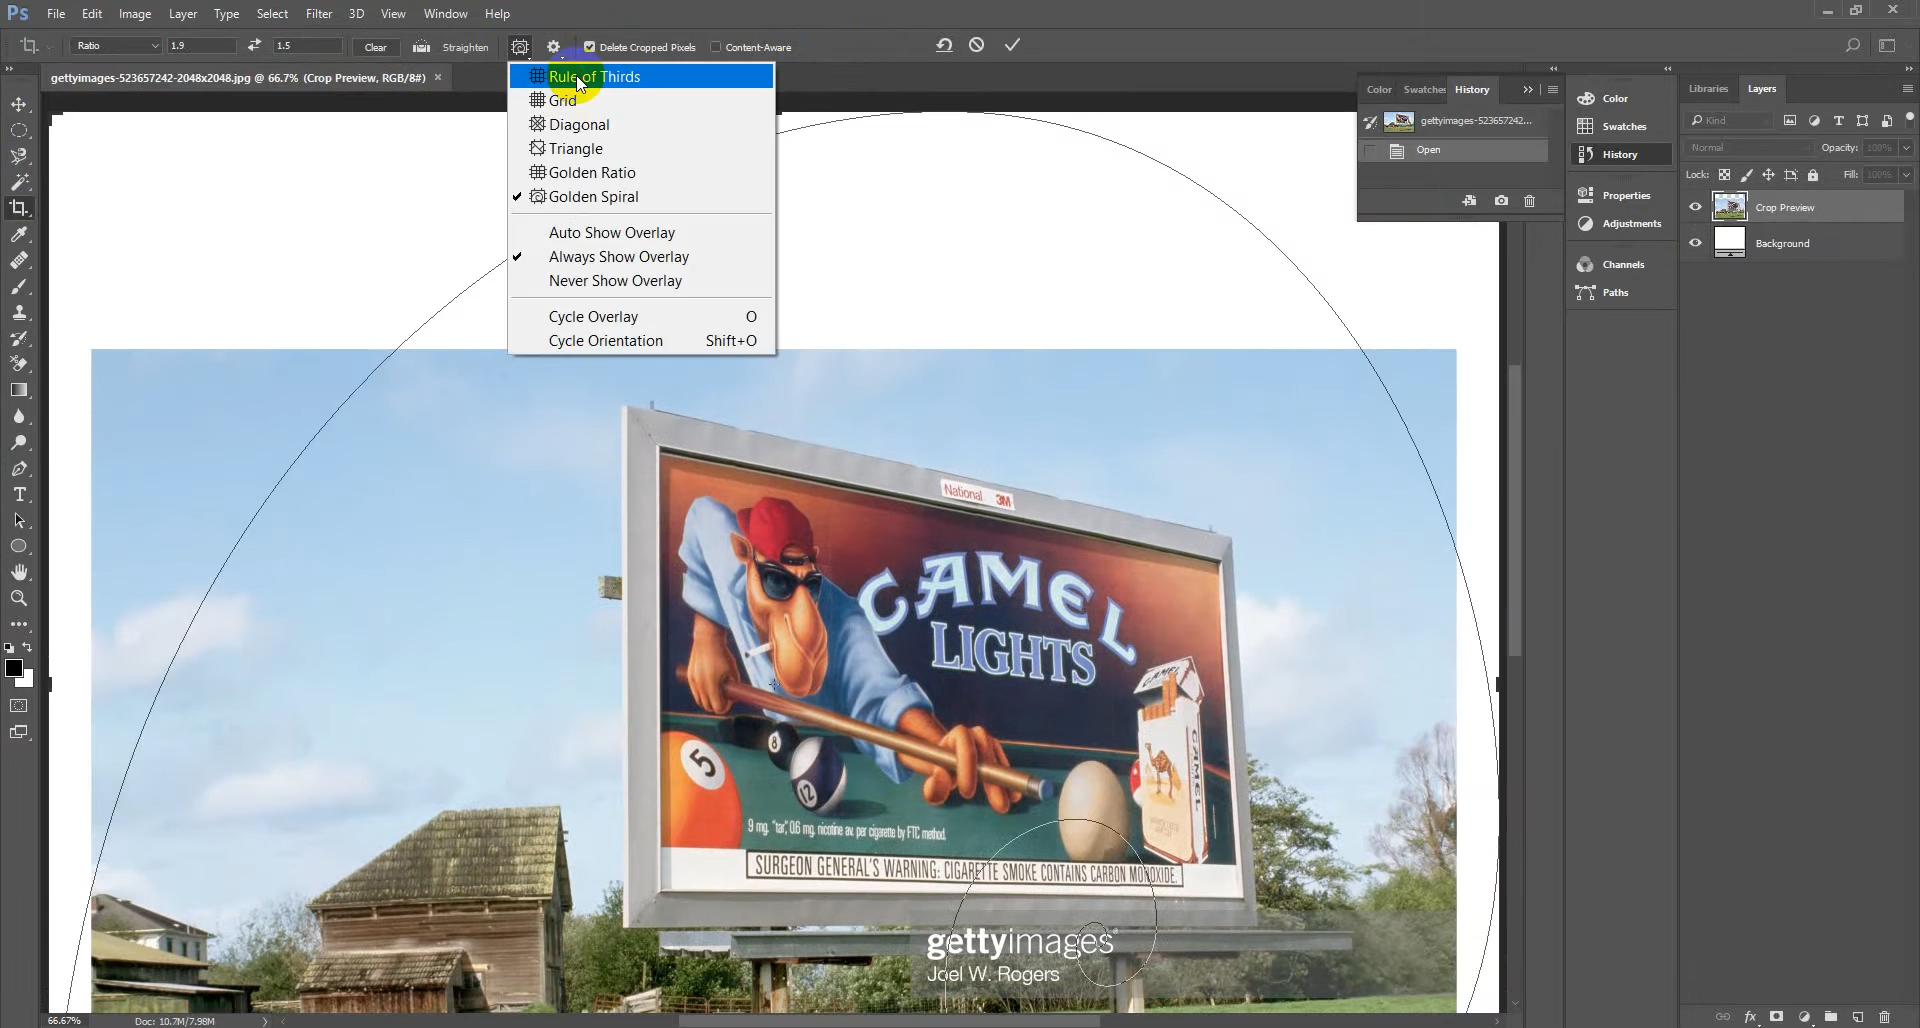 Ps File Edit Image Layer Type Select Filter 3D View Window Help
Ratio 1.9 1.5 Clear Straighten Delete Cropped Pixels Content-Aware
gettyimages-523657242-2048x2048.jpg @ 66.7% (Crop Preview, RGB/8#) ×
Rule of Thirds
Grid
Diagonal
Triangle
Golden Ratio
Golden Spiral
Auto Show Overlay
Always Show Overlay
Never Show Overlay
Cycle Overlay O
Cycle Orientation Shift+O
Color Swatches History
gettyimages-523657242...
Open
Color
Swatches
History
Properties
Adjustments
Channels
Paths
Libraries Layers
Kind
Normal Opacity: 100%
Lock: Fill: 100%
Crop Preview
Background
National 3M
CAMEL
LIGHTS
CAMEL
CAMEL
5
8
12
9 mg. "tar", 0.6 mg. nicotine av. per cigarette by FTC method.
SURGEON GENERAL'S WARNING: CIGARETTE SMOKE CONTAINS CARBON MONOXIDE.
gettyimages®
Joel W. Rogers
66.67% Doc: 10.7M/7.98M